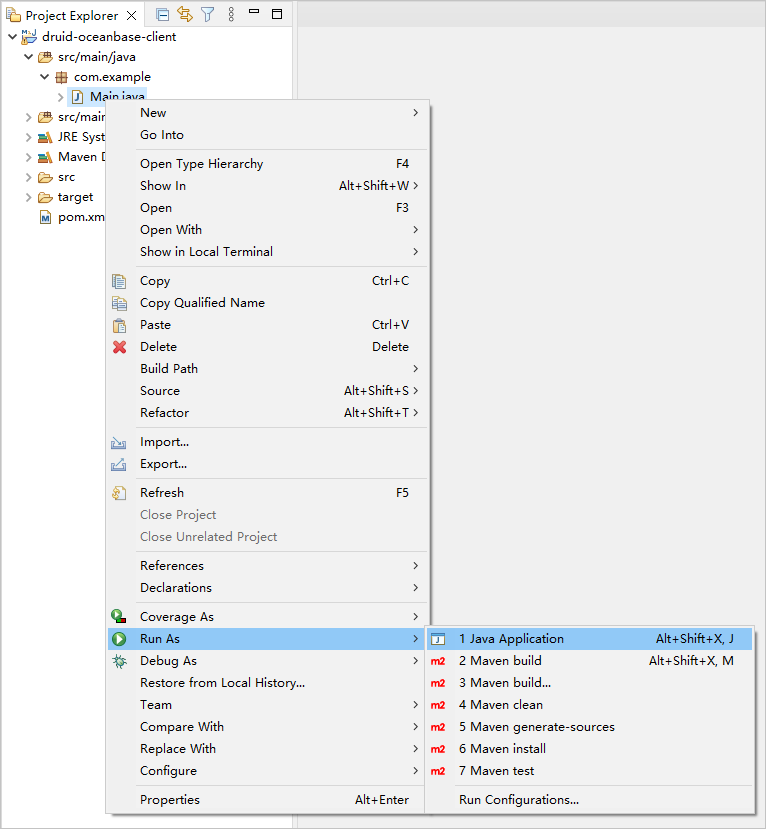 Project Explorer
druid-oceanbase-client
src/main/java
com.example
Main.java
src/mai
JRE Syst
Maven D
src
target
pom.xm
New
Go Into
Open Type Hierarchy F4
Show In Alt+Shift+W
Open F3
Open With
Show in Local Terminal
Copy Ctrl+C
Copy Qualified Name
Paste Ctrl+V
Delete Delete
Build Path
Source Alt+Shift+S
Refactor Alt+Shift+T
Import...
Export...
Refresh F5
Close Project
Close Unrelated Project
References
Declarations
Coverage As
Run As
Debug As
Restore from Local History...
Team
Compare With
Replace With
Configure
Properties Alt+Enter
1 Java Application Alt+Shift+X, J
m2 2 Maven build Alt+Shift+X, M
m2 3 Maven build...
m2 4 Maven clean
m2 5 Maven generate-sources
m2 6 Maven install
m2 7 Maven test
Run Configurations...